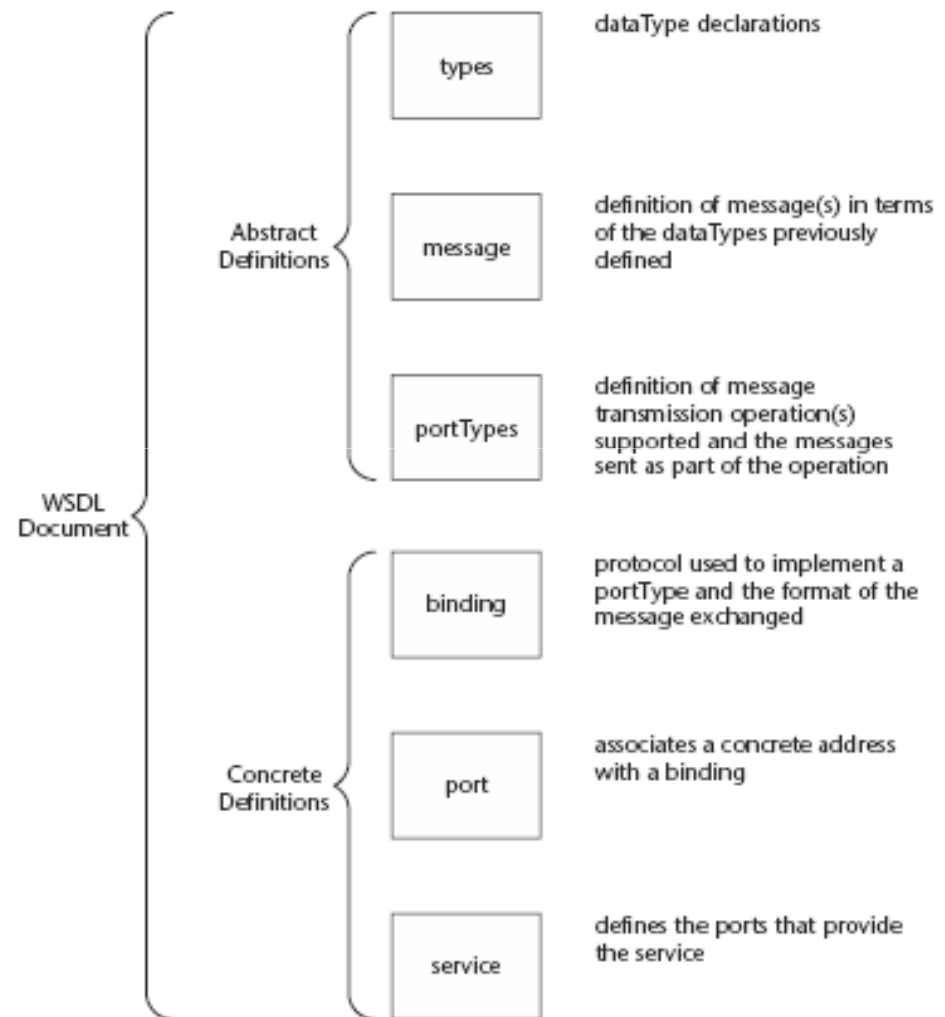 dataType declarations
types
definition of message(s) in terms
of the dataTypes previously
defined
Abstract
Definitions
message
definition of message
transmission operation(s)
supported and the messages
sent as part of the operation
portTypes
WSDL
Document
protocol used to implement a
portType and the format of the
message exchanged
binding
associates a concrete address
with a binding
Concrete
Definitions
port
defines the ports that provide
the service
service